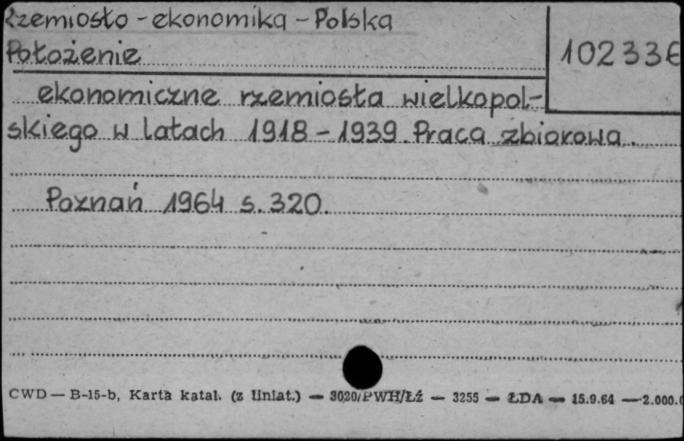 Rzemiosło - ekonomika - Polska
Położenie
102336
ekonomiczne rzemiosła wielkopol-
skiego w latach 1918 - 1939. Praca zbiorowa.
Poznań 1964 s. 320.
CWD — B-15-b, Karta katal. (z liniat.) — 3020/PWH/Łź — 3255 — ŁDA — 15.9.64 — 2.000.0